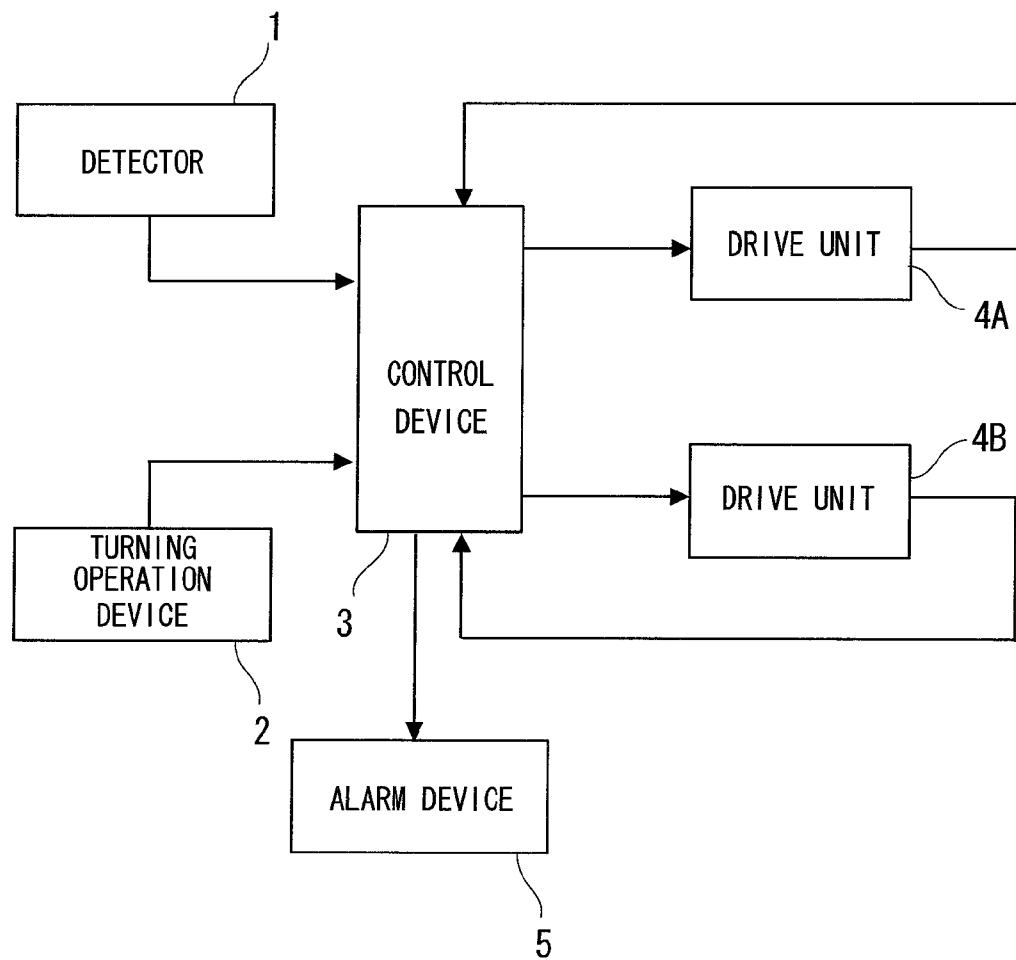 1
DETECTOR
DRIVE UNIT
4A
CONTROL
DEVICE
4B
DRIVE UNIT
TURNING
OPERATION
DEVICE
3
2
ALARM DEVICE
5